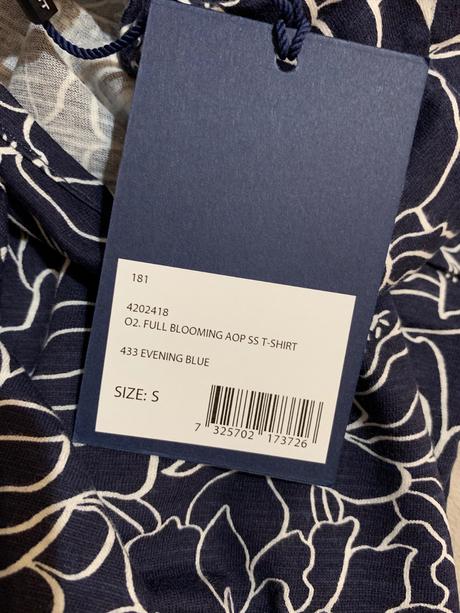 181
4202418
O2. FULL BLOOMING AOP SS T-SHIRT
433 EVENING BLUE
SIZE: S
7 325702 173726